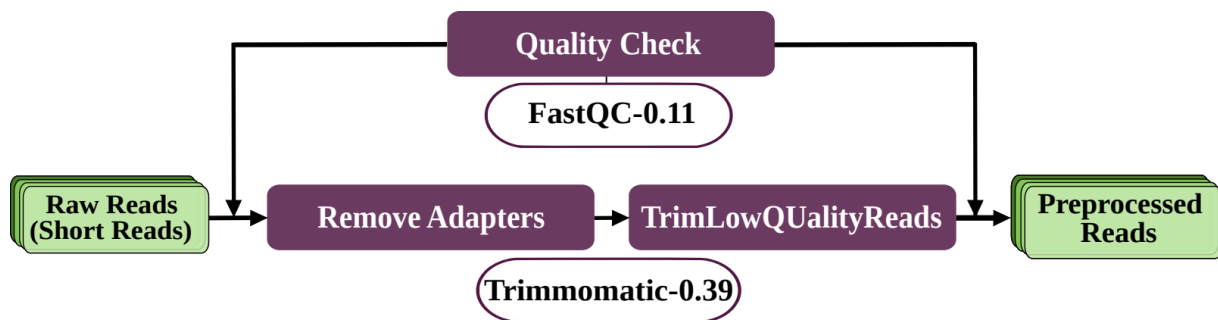 Quality Check
FastQC-0.11
Raw Reads
(Short Reads)
Remove Adapters
TrimLowQUalityReads
Preprocessed
Reads
Trimmomatic-0.39